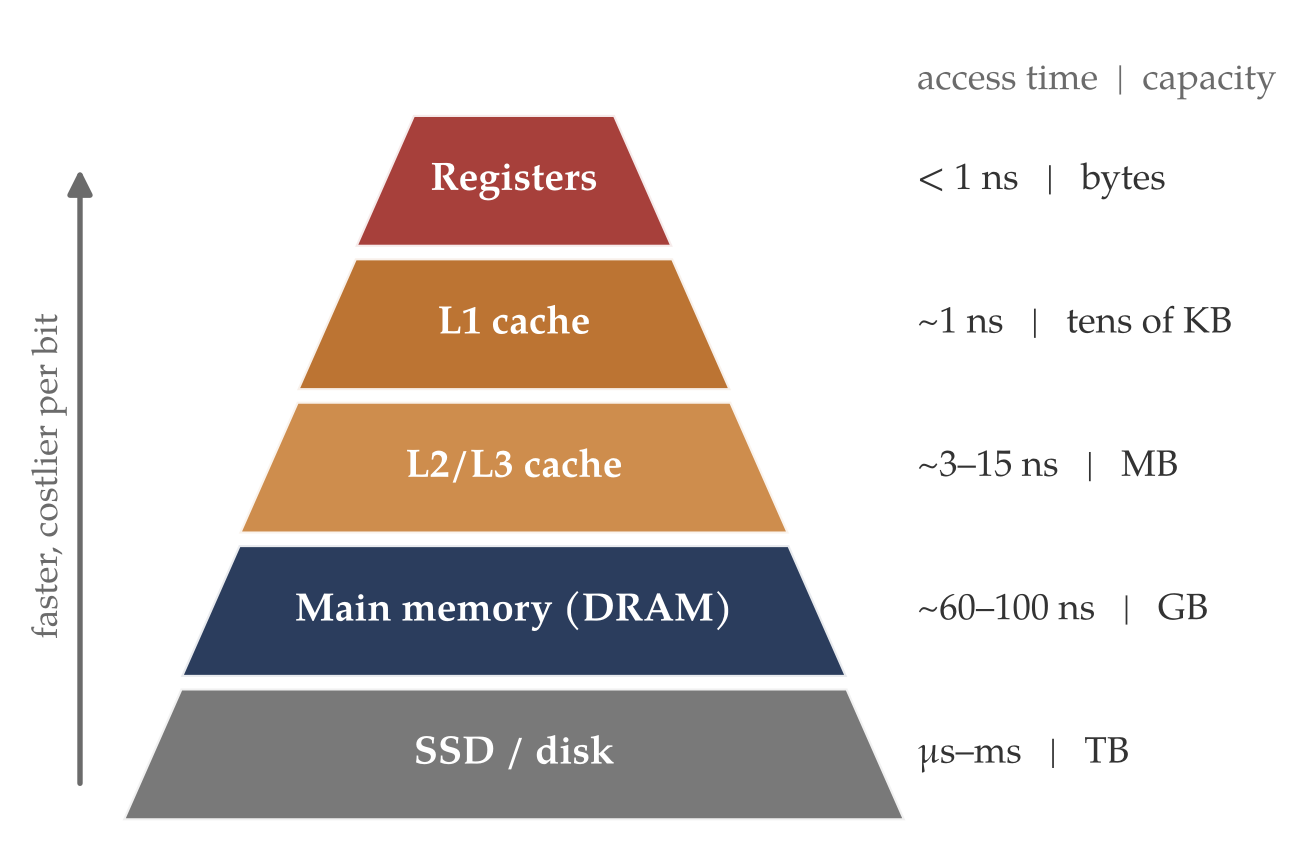 access time | capacity
Registers
< 1 ns | bytes
L1 cache
~1 ns | tens of KB
L2/L3 cache
~3–15 ns | MB
Main memory (DRAM)
~60–100 ns | GB
SSD / disk
μs–ms | TB
faster, costlier per bit